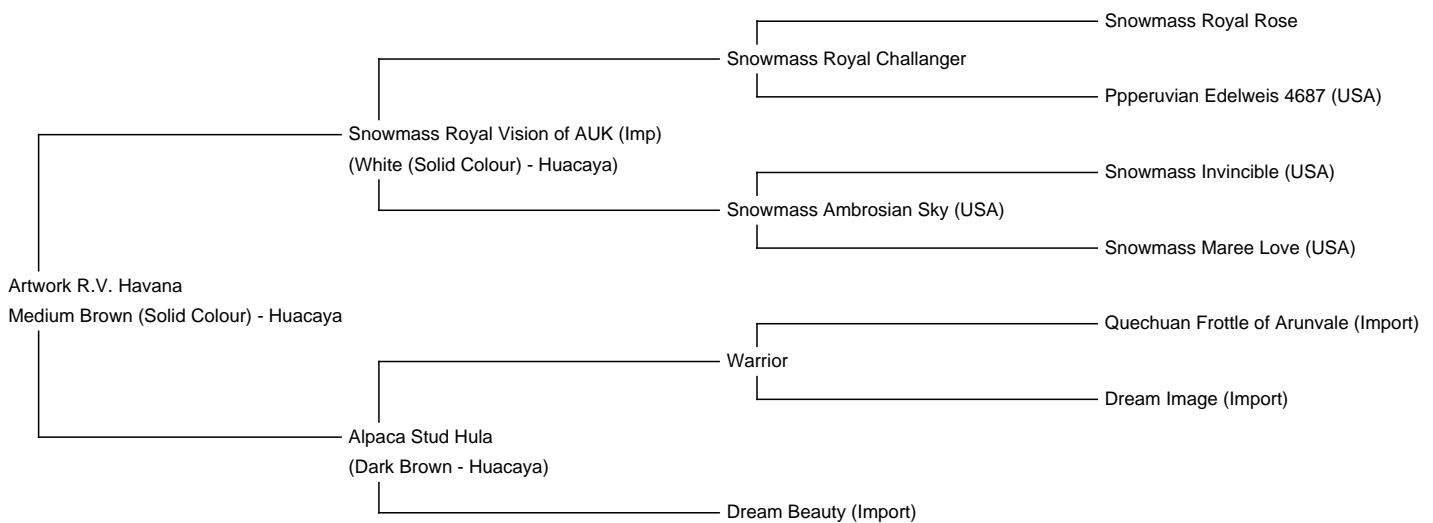 Snowmass Royal Rose
Snowmass Royal Challanger
Ppperuvian Edelweis 4687 (USA)
Snowmass Royal Vision of AUK (Imp)
(White (Solid Colour) - Huacaya)
Snowmass Invincible (USA)
Snowmass Ambrosian Sky (USA)
Snowmass Maree Love (USA)
Artwork R.V. Havana
Medium Brown (Solid Colour) - Huacaya
Quechuan Frottle of Arunvale (Import)
Warrior
Dream Image (Import)
Alpaca Stud Hula
(Dark Brown - Huacaya)
Dream Beauty (Import)